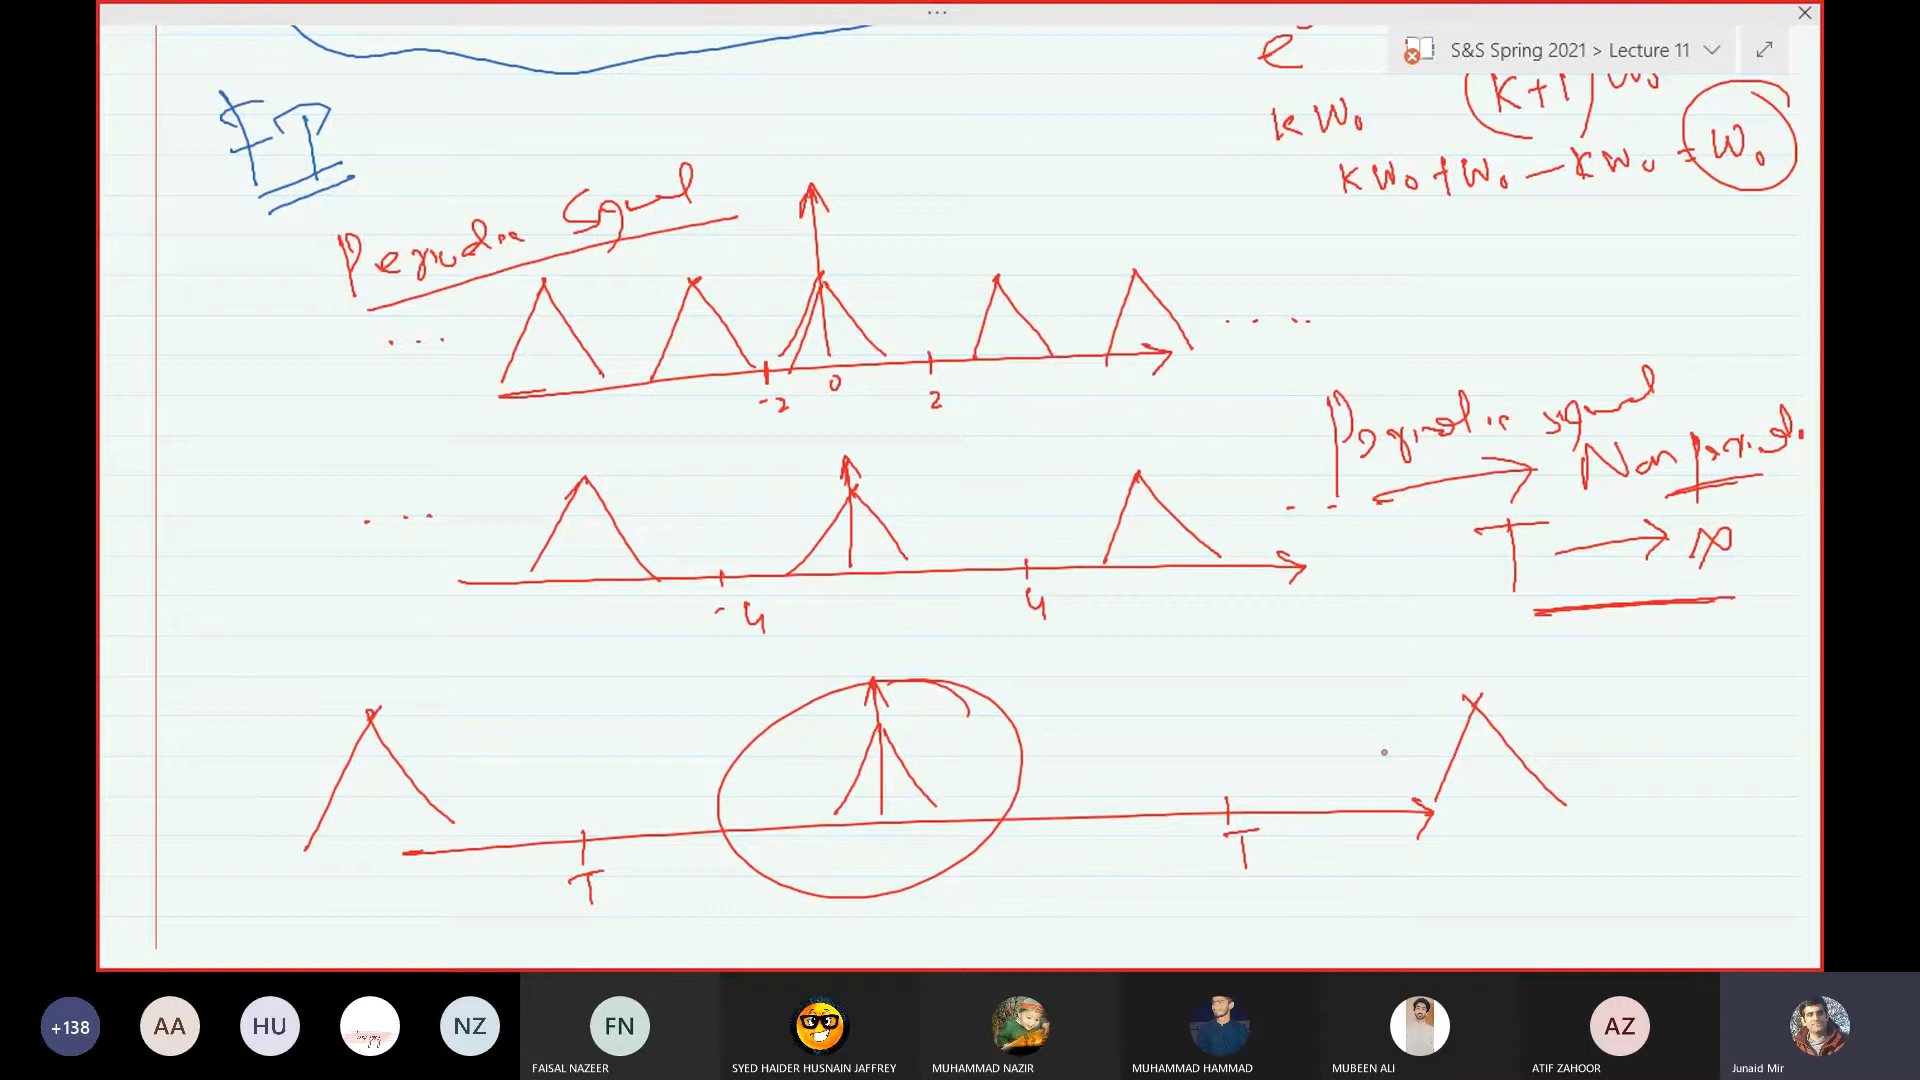 S&S Spring 2021 > Lecture 11
e
(K+1) W₀
K W₀
K W₀ + W₀ — K W₀ = W₀
FT
Periodic Signal
. . .
. . . .
-2
0
2
Periodic signal
Non period.
. . .
. .
T → ∞
-4
4
T
T
+138
AA
HU
NZ
FN
AZ
FAISAL NAZEER
SYED HAIDER HUSNAIN JAFFREY
MUHAMMAD NAZIR
MUHAMMAD HAMMAD
MUBEEN ALI
ATIF ZAHOOR
Junaid Mir